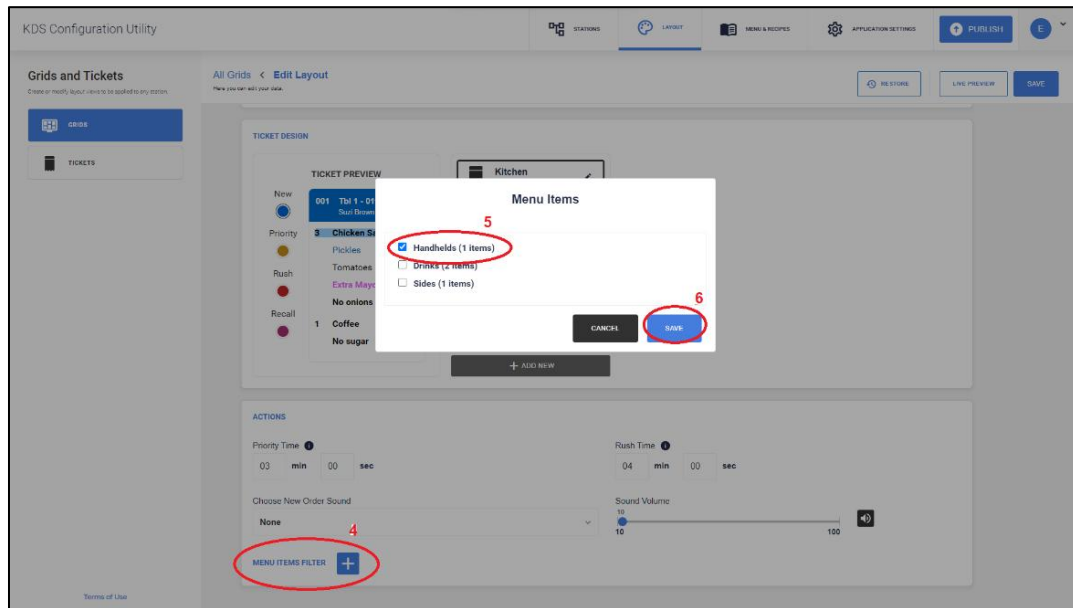 KDS Configuration Utility
STATIONS
LAYOUT
MENU & RECIPES
APPLICATION SETTINGS
PUBLISH
E
Grids and Tickets
Create or modify layout views to be applied to any station.
GRIDS
TICKETS
All Grids < Edit Layout
Here you can edit your data.
RESTORE
LIVE PREVIEW
SAVE
TICKET DESIGN
TICKET PREVIEW
Kitchen
New
Priority
Rush
Recall
001 Tbl 1 - 01
Suzi Brown
3 Chicken Sa
Pickles
Tomatoes
Extra Mayo
No onions
1 Coffee
No sugar
Menu Items
5
Handhelds (1 items)
Drinks (2 items)
Sides (1 items)
6
CANCEL
SAVE
+ ADD NEW
ACTIONS
Priority Time
03 min 00 sec
Rush Time
04 min 00 sec
Choose New Order Sound
None
Sound Volume
10
10 100
4
MENU ITEMS FILTER +
Terms of Use